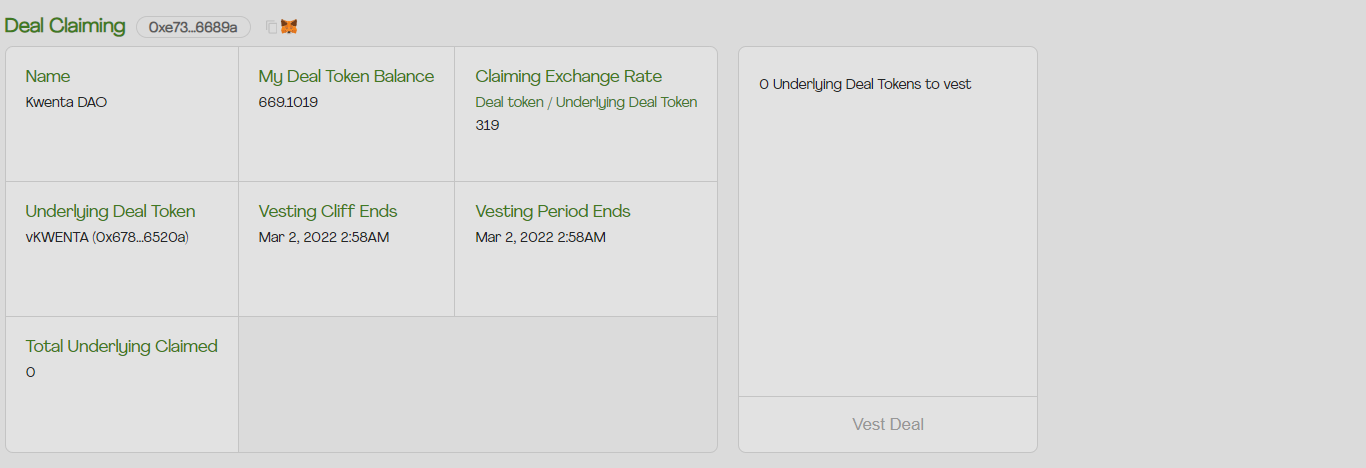 Deal Claiming 0xe73...6689a
Name
Kwenta DAO
My Deal Token Balance
669.1019
Claiming Exchange Rate
Deal token / Underlying Deal Token
319
Underlying Deal Token
vKWENTA (0x678...6520a)
Vesting Cliff Ends
Mar 2, 2022 2:58AM
Vesting Period Ends
Mar 2, 2022 2:58AM
Total Underlying Claimed
0
0 Underlying Deal Tokens to vest
Vest Deal